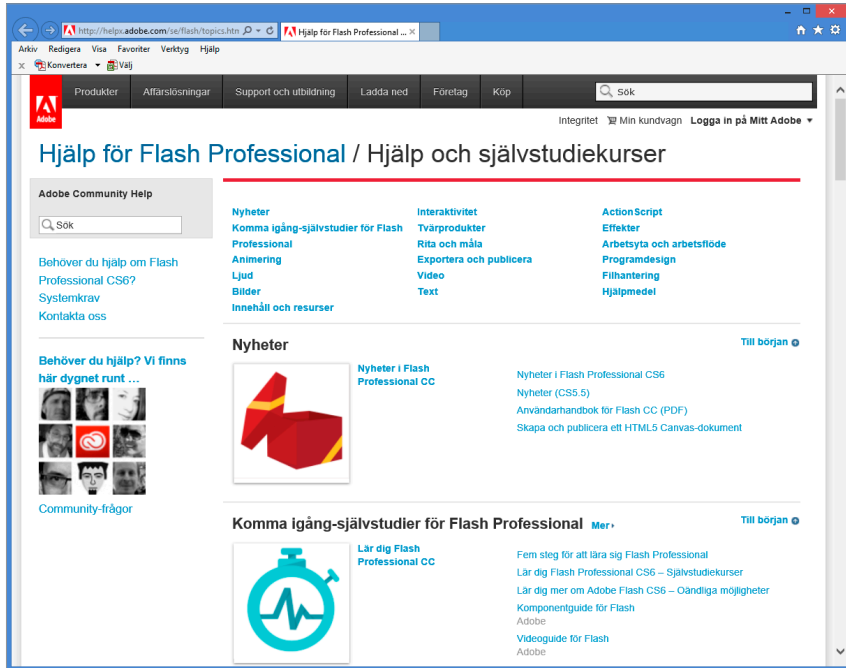 http://helpx.adobe.com/se/flash/topics.htn
Hjälp för Flash Professional ...
Arkiv Redigera Visa Favoriter Verktyg Hjälp
x Konvertera Välj
Adobe
Produkter Affärslösningar Support och utbildning Ladda ned Företag Köp Sök
Integritet Min kundvagn Logga in på Mitt Adobe
Hjälp för Flash Professional / Hjälp och självstudiekurser
Adobe Community Help
Sök
Behöver du hjälp om Flash
Professional CS6?
Systemkrav
Kontakta oss
Behöver du hjälp? Vi finns
här dygnet runt ...
Community-frågor
Nyheter
Komma igång-självstudier för Flash
Professional
Animering
Ljud
Bilder
Innehåll och resurser
Interaktivitet
Tvärprodukter
Rita och måla
Exportera och publicera
Video
Text
ActionScript
Effekter
Arbetsyta och arbetsflöde
Programdesign
Filhantering
Hjälpmedel
Nyheter
Till början
Nyheter i Flash
Professional CC
Nyheter i Flash Professional CS6
Nyheter (CS5.5)
Användarhandbok för Flash CC (PDF)
Skapa och publicera ett HTML5 Canvas-dokument
Komma igång-självstudier för Flash Professional Mer
Till början
Lär dig Flash
Professional CC
Fem steg för att lära sig Flash Professional
Lär dig Flash Professional CS6 – Självstudiekurser
Lär dig mer om Adobe Flash CS6 – Oändliga möjligheter
Komponentguide för Flash
Adobe
Videoguide för Flash
Adobe